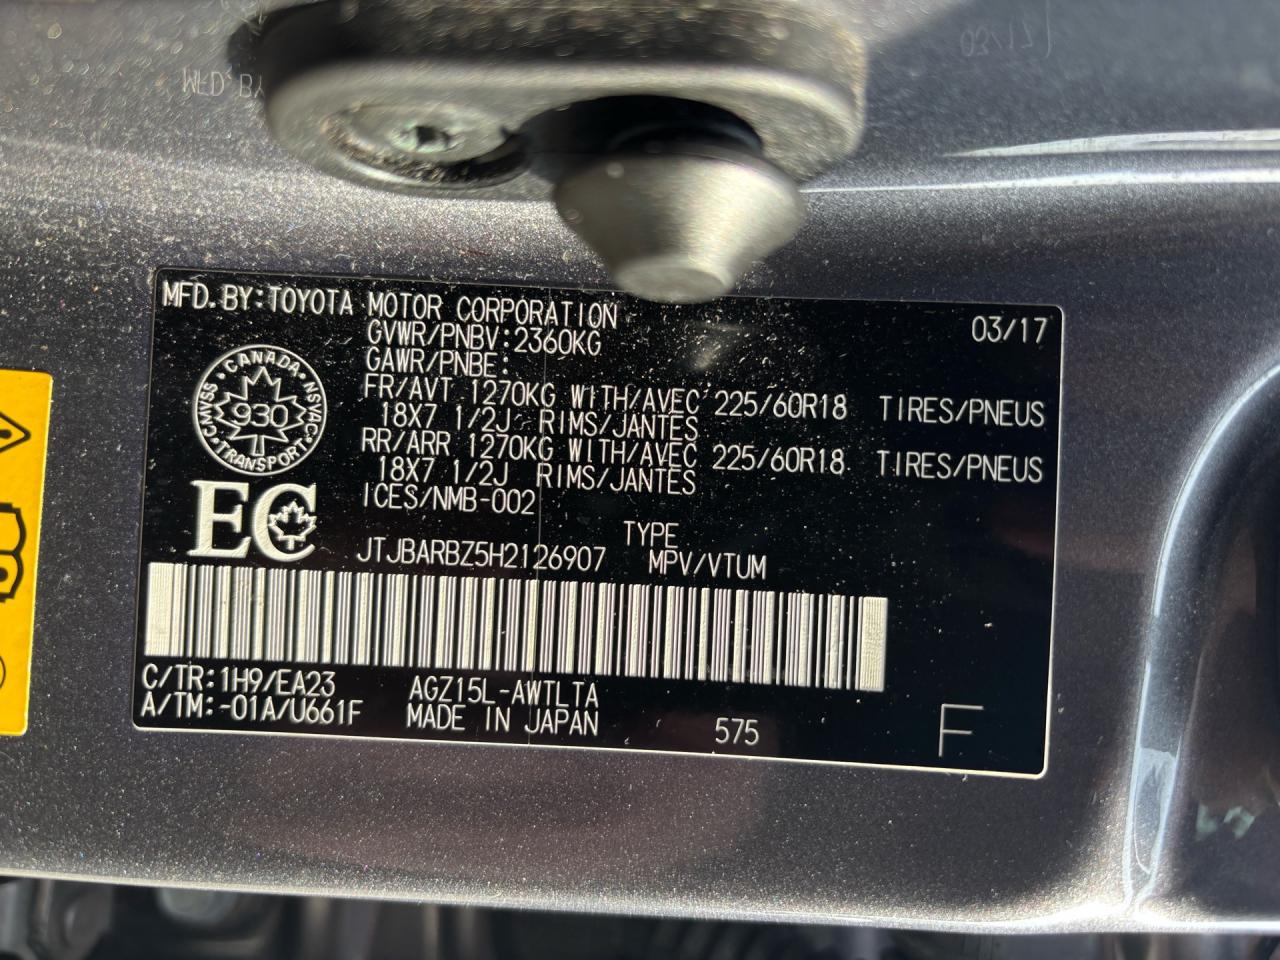 MFD.BY:TOYOTA MOTOR CORPORATION 03/17
GVWR/PNBV:2360KG
GAWR/PNBE:
FR/AVT 1270KG WITH/AVEC 225/60R18 TIRES/PNEUS
18X7 1/2J RIMS/JANTES
RR/ARR 1270KG WITH/AVEC 225/60R18 TIRES/PNEUS
18X7 1/2J RIMS/JANTES
ICES/NMB-002
CANADA
CMVSS NSVAC
930
TRANSPORT
EC
TYPE
JTJBARBZ5H2126907 MPV/VTUM
C/TR:1H9/EA23 AGZ15L-AWTLTA
A/TM:-01A/U661F MADE IN JAPAN 575 F